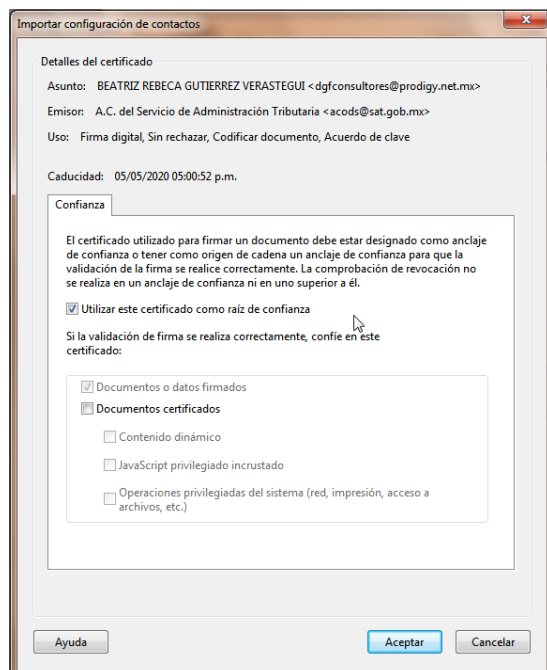 Importar configuración de contactos
Detalles del certificado
Asunto: BEATRIZ REBECA GUTIERREZ VERASTEGUI <dgfconsultores@prodigy.net.mx>
Emisor: A.C. del Servicio de Administración Tributaria <acods@sat.gob.mx>
Uso: Firma digital, Sin rechazar, Codificar documento, Acuerdo de clave
Caducidad: 05/05/2020 05:00:52 p.m.
Confianza
El certificado utilizado para firmar un documento debe estar designado como anclaje
de confianza o tener como origen de cadena un anclaje de confianza para que la
validación de la firma se realice correctamente. La comprobación de revocación no
se realiza en un anclaje de confianza ni en uno superior a él.
Utilizar este certificado como raíz de confianza
Si la validación de firma se realiza correctamente, confíe en este
certificado:
Documentos o datos firmados
Documentos certificados
Contenido dinámico
JavaScript privilegiado incrustado
Operaciones privilegiadas del sistema (red, impresión, acceso a
archivos, etc.)
Ayuda
Aceptar
Cancelar